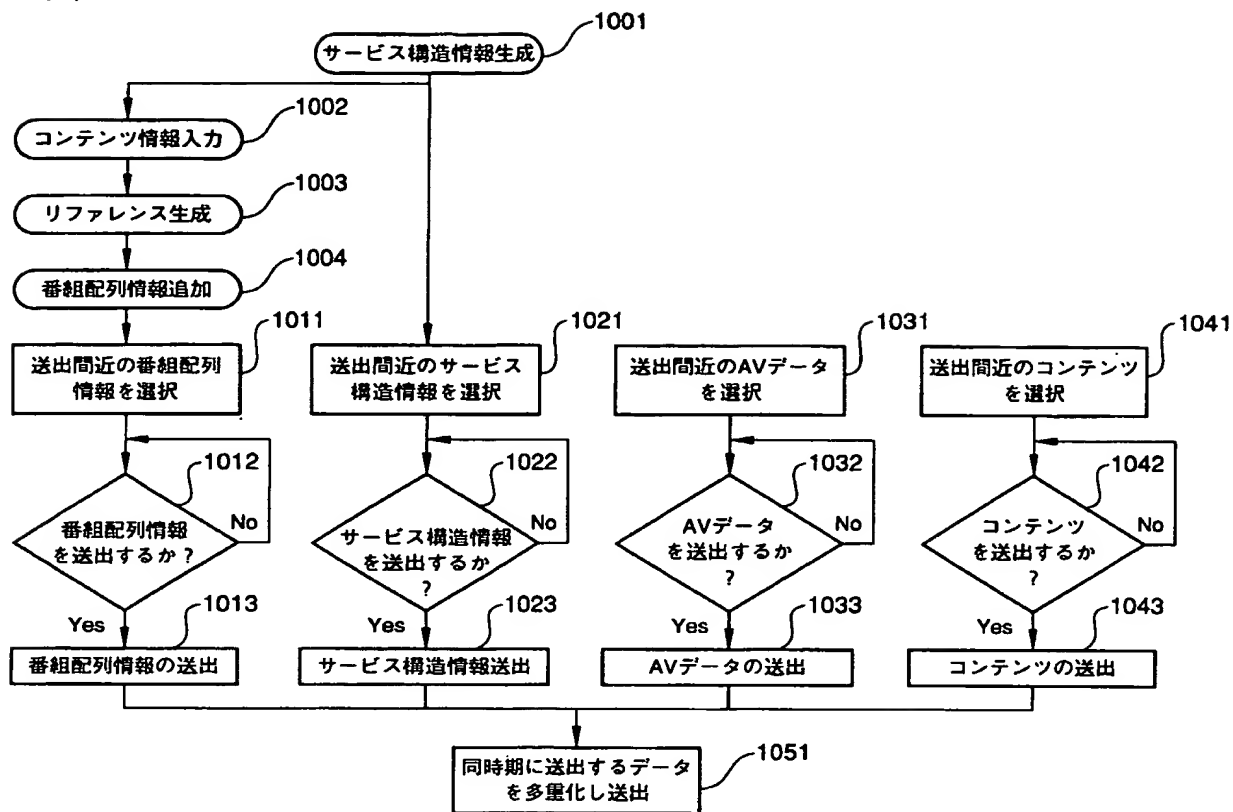 サービス構造情報生成
1001
コンテンツ情報入力
1002
リファレンス生成
1003
番組配列情報追加
1004
送出間近の番組配列
情報を選択
1011
送出間近のサービス
構造情報を選択
1021
送出間近のAVデータ
を選択
1031
送出間近のコンテンツ
を選択
1041
番組配列情報
を送出するか?
1012
No
Yes
サービス構造情報
を送出するか
?
1022
No
Yes
AVデータ
を送出するか
?
1032
No
Yes
コンテンツ
を送出するか
?
1042
No
Yes
番組配列情報の送出
1013
サービス構造情報送出
1023
AVデータの送出
1033
コンテンツの送出
1043
同時期に送出するデータ
を多重化し送出
1051